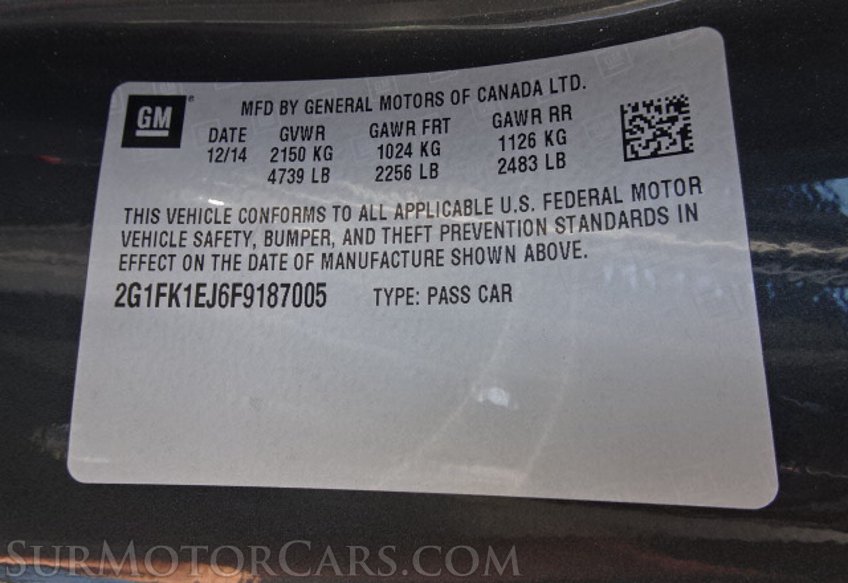 GM ®
MFD BY GENERAL MOTORS OF CANADA LTD.
DATE GVWR GAWR FRT GAWR RR
12/14 2150 KG 1024 KG 1126 KG
4739 LB 2256 LB 2483 LB
THIS VEHICLE CONFORMS TO ALL APPLICABLE U.S. FEDERAL MOTOR
VEHICLE SAFETY, BUMPER, AND THEFT PREVENTION STANDARDS IN
EFFECT ON THE DATE OF MANUFACTURE SHOWN ABOVE.
2G1FK1EJ6F9187005 TYPE: PASS CAR
SURMOTORCARS.COM